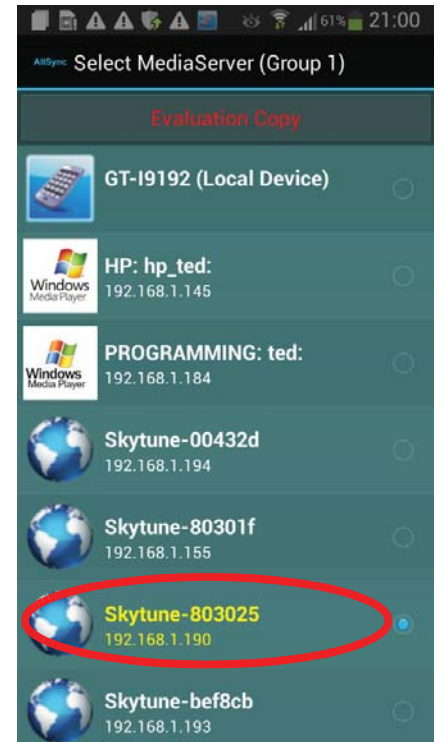 61% 21:00
AllSync Select MediaServer (Group 1)
Evaluation Copy
GT-I9192 (Local Device)
Windows
Media Player
HP: hp_ted:
192.168.1.145
Windows
Media Player
PROGRAMMING: ted:
192.168.1.184
Skytune-00432d
192.168.1.194
Skytune-80301f
192.168.1.155
Skytune-803025
192.168.1.190
Skytune-bef8cb
192.168.1.193